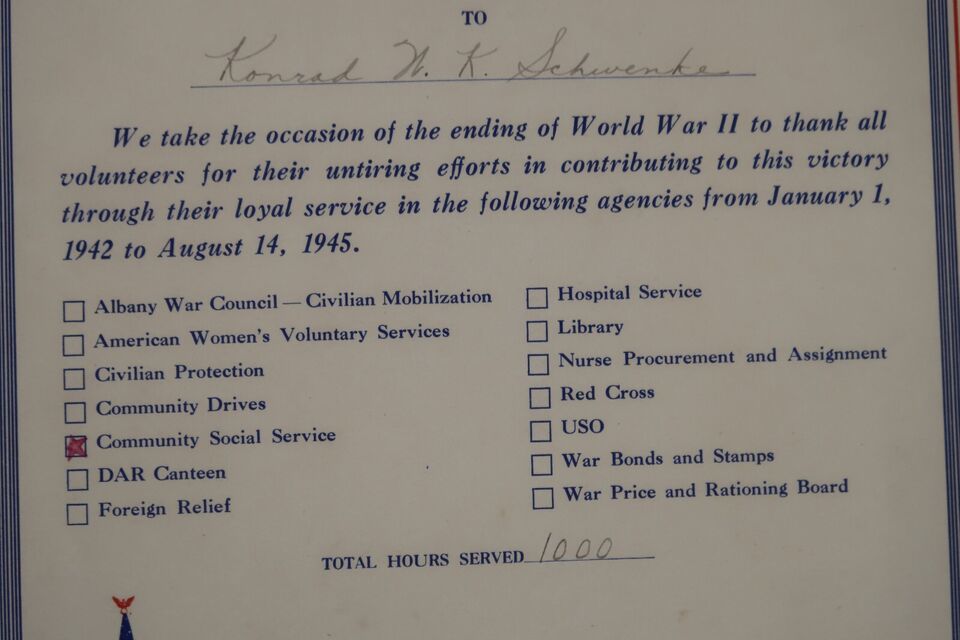 TO
Konrad W. K. Schwenke
We take the occasion of the ending of World War II to thank all
volunteers for their untiring efforts in contributing to this victory
through their loyal service in the following agencies from January 1,
1942 to August 14, 1945.
Albany War Council — Civilian Mobilization
American Women's Voluntary Services
Civilian Protection
Community Drives
Community Social Service
DAR Canteen
Foreign Relief
Hospital Service
Library
Nurse Procurement and Assignment
Red Cross
USO
War Bonds and Stamps
War Price and Rationing Board
TOTAL HOURS SERVED 1000